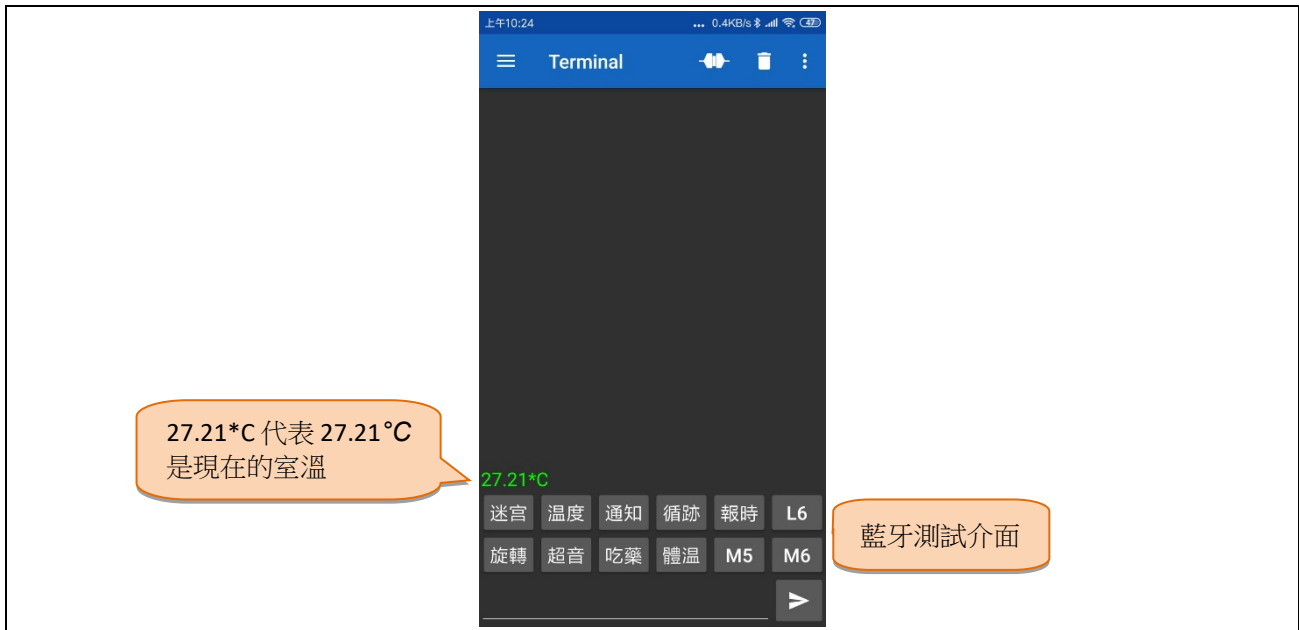 上午10:24 ... 0.4KB/s 47
Terminal
27.21*C 代表 27.21°C
是現在的室溫
27.21*C
迷宮 温度 通知 循跡 報時 L6
旋轉 超音 吃藥 體温 M5 M6
藍牙測試介面